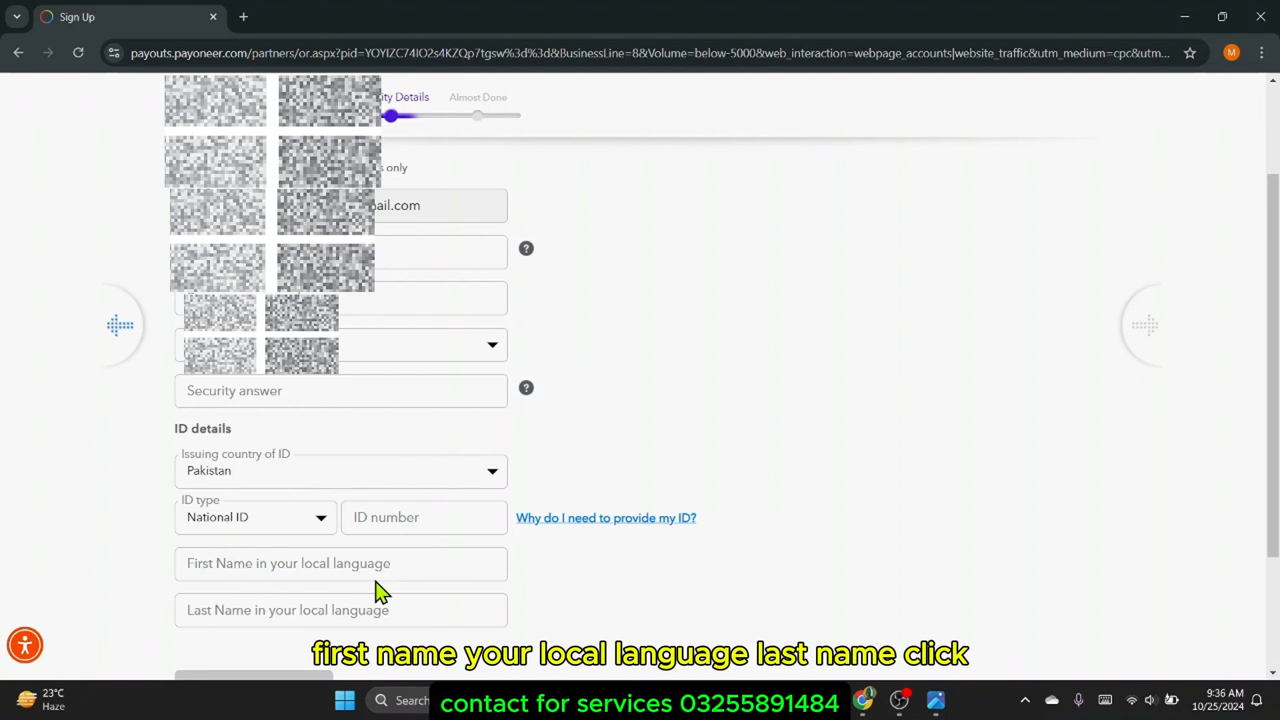 Sign Up
payouts.payoneer.com/partners/or.aspx?pid=YOYIZC74IO2s4KZQp7tgsw%3d%3d&BusinessLine=8&Volume=below-5000&web_interaction=webpage_accounts|website_traffic&utm_medium=cpc&utm...
M
ity Details
Almost Done
s only
ail.com
?
Security answer
?
ID details
Issuing country of ID
Pakistan
ID type
National ID
ID number
Why do I need to provide my ID?
First Name in your local language
Last Name in your local language
first name your local language last name click
23°C
Haze
Search
contact for services 03255891484
9:36 AM
10/25/2024